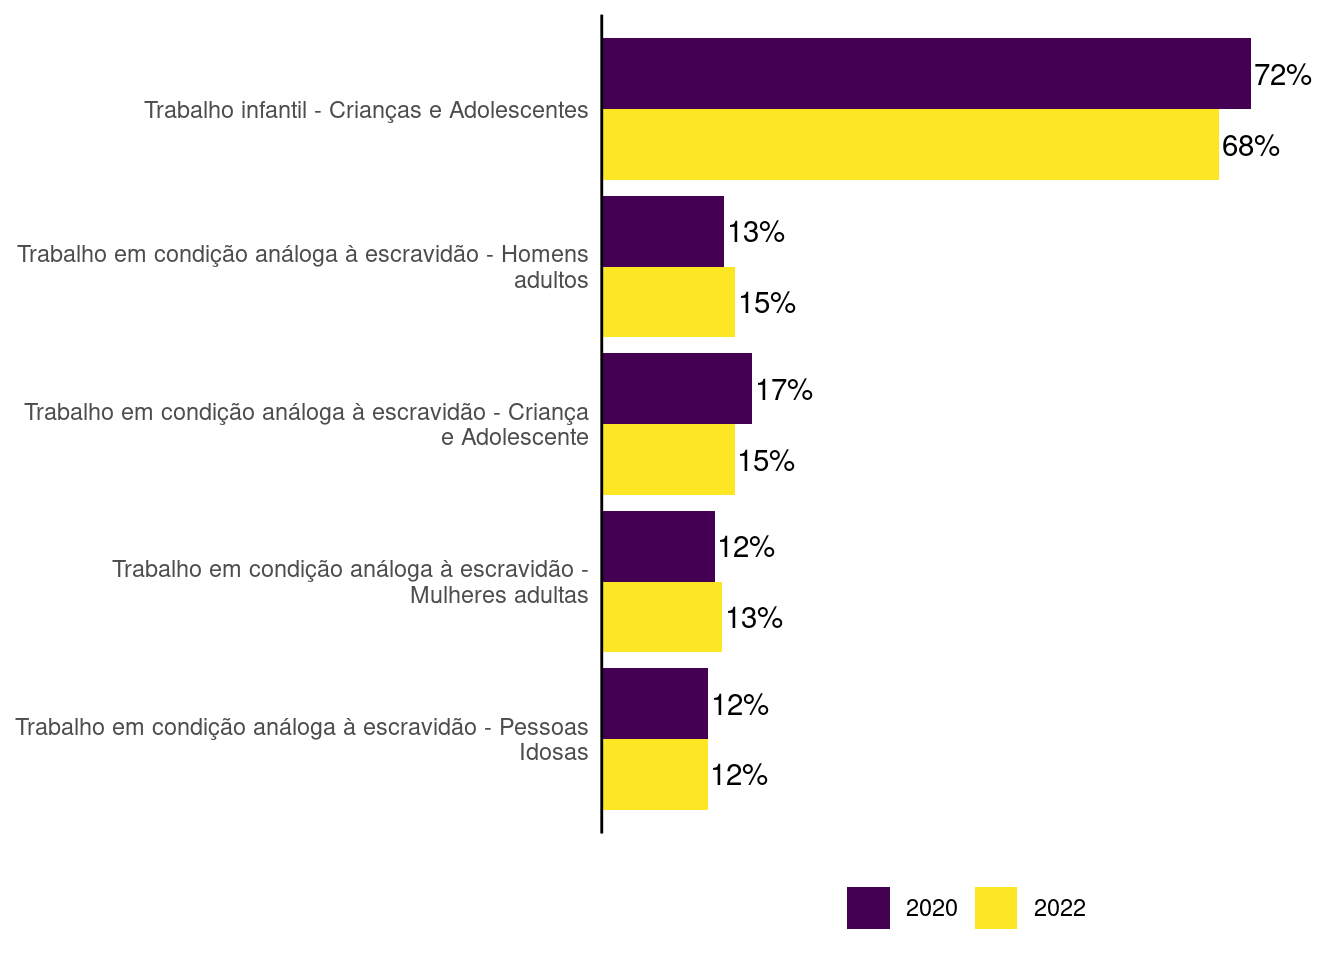 72%
Trabalho infantil - Crianças e Adolescentes
68%
13%
Trabalho em condição análoga à escravidão - Homens
adultos
15%
17%
Trabalho em condição análoga à escravidão - Criança
e Adolescente
15%
12%
Trabalho em condição análoga à escravidão -
Mulheres adultas
13%
12%
Trabalho em condição análoga à escravidão - Pessoas
Idosas
12%
2020 2022